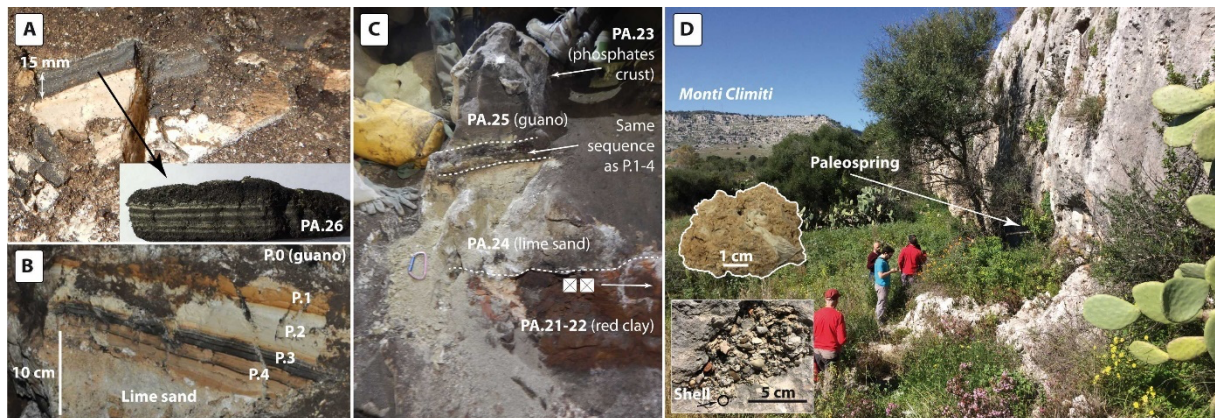 A
15 mm
PA.26
B
P.0 (guano)
P.1
P.2
P.3
P.4
10 cm
Lime sand
C
PA.23
(phosphates
crust)
PA.25 (guano)
Same
sequence
as P.1-4
PA.24 (lime sand)
PA.21-22 (red clay)
D
Monti Climiti
Paleospring
1 cm
Shell
5 cm